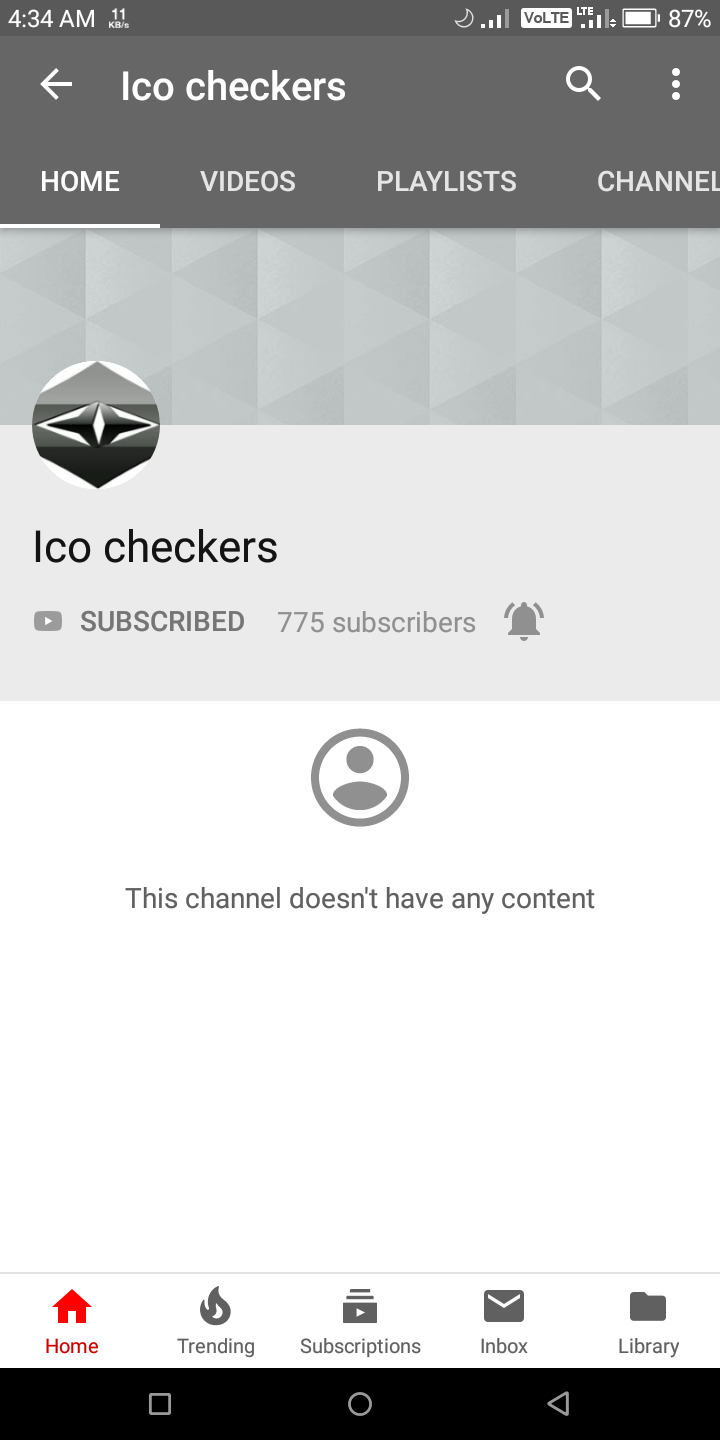 4:34 AM 11 KB/s VoLTE LTE 87%
Ico checkers
HOME VIDEOS PLAYLISTS CHANNEL
Ico checkers
SUBSCRIBED 775 subscribers
This channel doesn't have any content
Home Trending Subscriptions Inbox Library